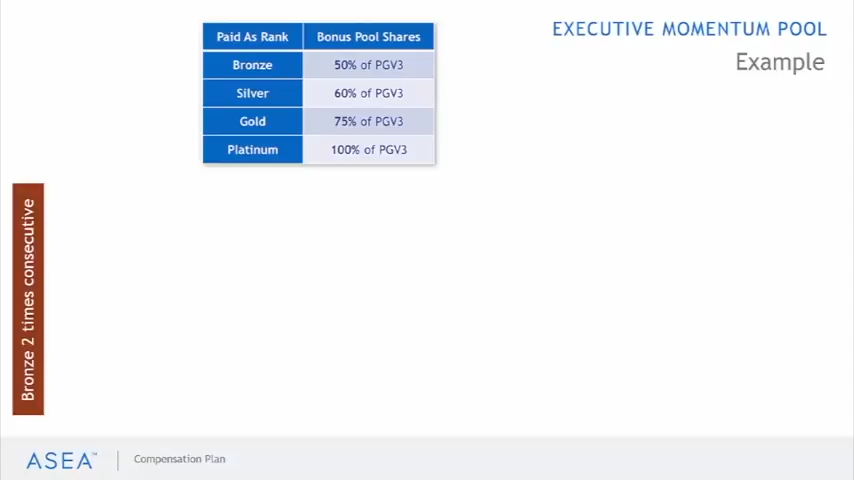 EXECUTIVE MOMENTUM POOL
Example
Paid As Rank Bonus Pool Shares
Bronze 50% of PGV3
Silver 60% of PGV3
Gold 75% of PGV3
Platinum 100% of PGV3
Bronze 2 times consecutive
ASEA™ Compensation Plan